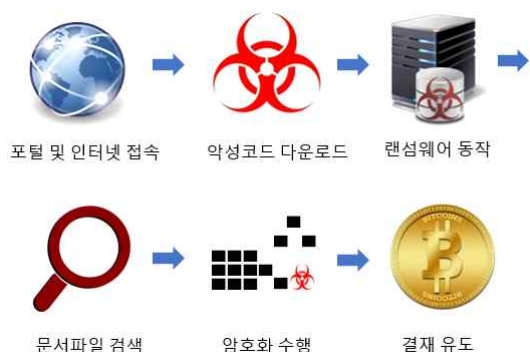 포털 및 인터넷 접속
악성코드 다운로드
랜섬웨어 동작
BITCOINS
문서파일 검색
암호화 수행
결재 유도